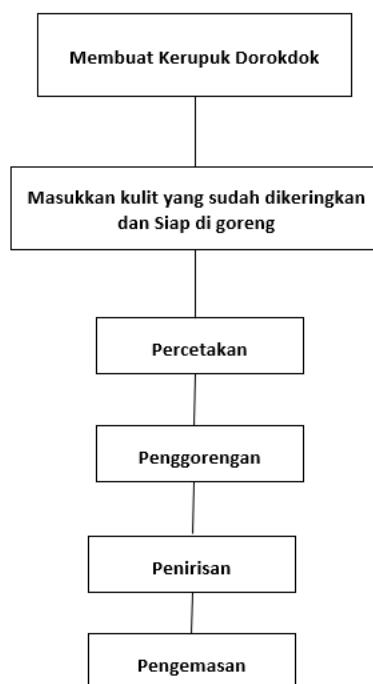 Membuat Kerupuk Dorokdok
Masukkan kulit yang sudah dikeringkan
dan Siap di goreng
Percetakan
Penggorengan
Penirisan
Pengemasan